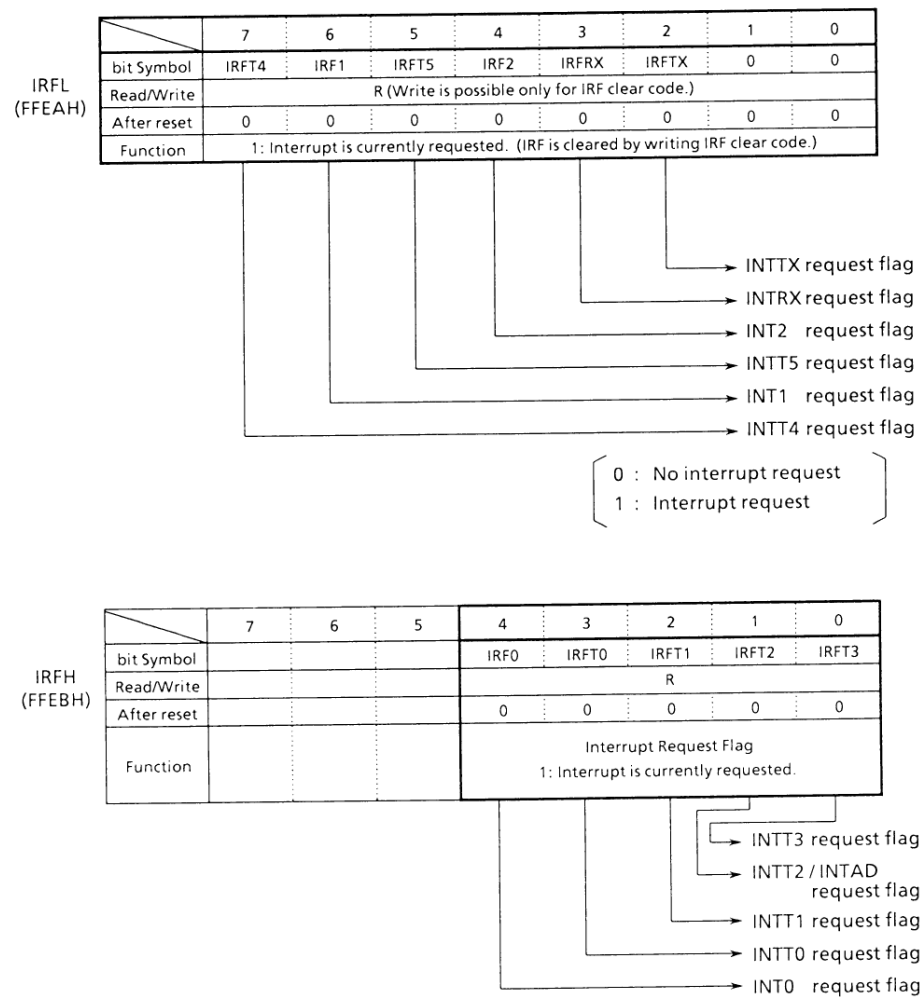 7 6 5 4 3 2 1 0
bit Symbol IRFT4 IRF1 IRFT5 IRF2 IRFRX IRFTX 0 0
IRFL
(FFEAH)
Read/Write R (Write is possible only for IRF clear code.)
After reset 0 0 0 0 0 0 0 0
Function 1: Interrupt is currently requested. (IRF is cleared by writing IRF clear code.)
INTTX request flag
INTRX request flag
INT2 request flag
INTT5 request flag
INT1 request flag
INTT4 request flag
0 : No interrupt request
1 : Interrupt request
7 6 5 4 3 2 1 0
bit Symbol IRF0 IRFT0 IRFT1 IRFT2 IRFT3
IRFH
(FFEBH)
Read/Write R
After reset 0 0 0 0 0
Function Interrupt Request Flag
1: Interrupt is currently requested.
INTT3 request flag
INTT2 / INTAD
request flag
INTT1 request flag
INTT0 request flag
INT0 request flag